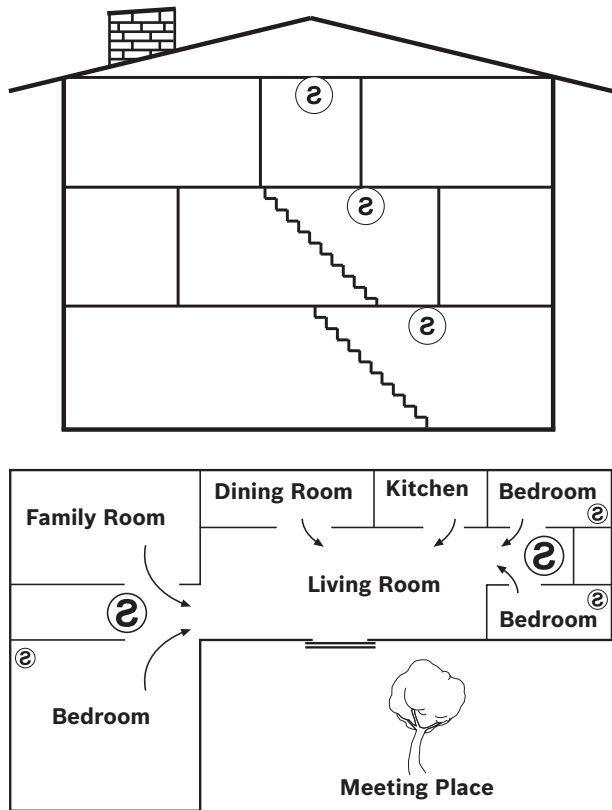 S
S
S
Dining Room
Kitchen
Bedroom
S
Family Room
S
Living Room
S
S
Bedroom
S
Bedroom
Meeting Place